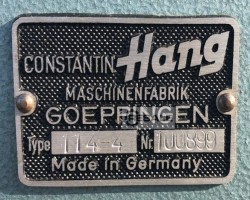 CONSTANTIN Hang
MASCHINENFABRIK
GOEPPINGEN
Type 114-4 Nr. 100899
Made in Germany